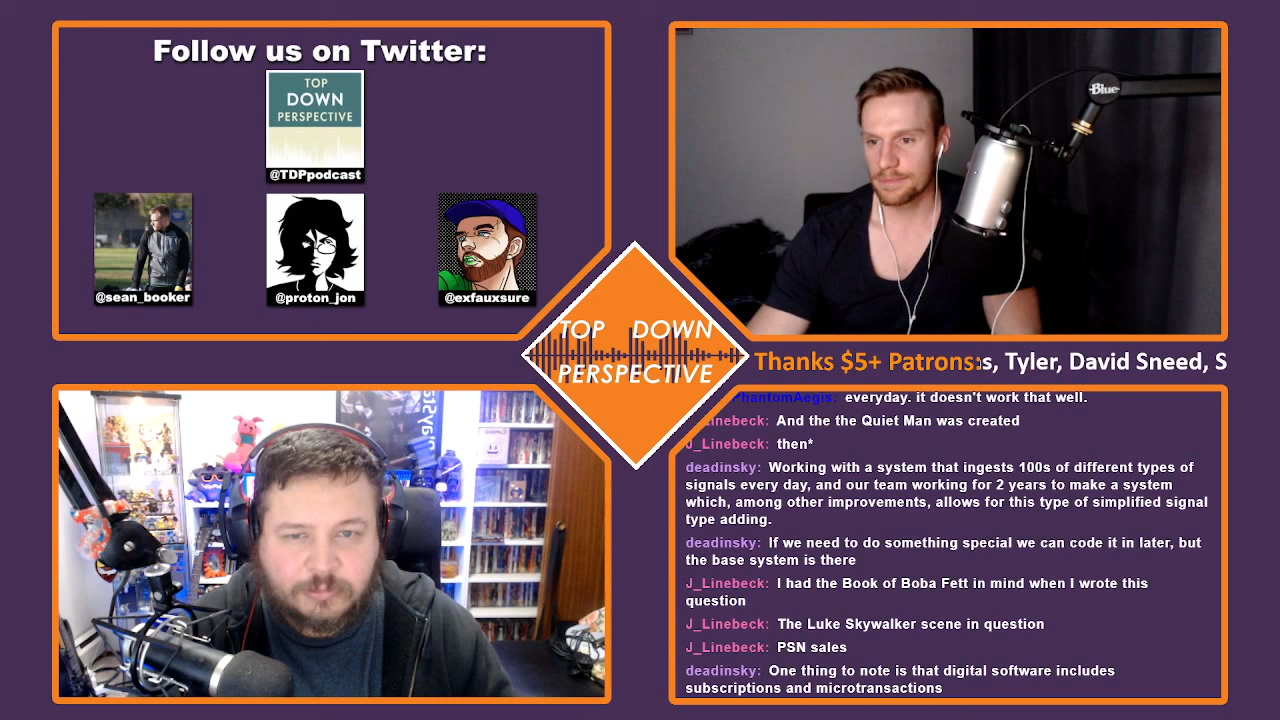 Follow us on Twitter:
TOP
DOWN
PERSPECTIVE
@TDPpodcast
@sean_booker
@proton_jon
@exfauxsure
Blue
TOP DOWN
PERSPECTIVE
Thanks $5+ Patrons: s, Tyler, David Sneed, S
PhantomAegis: everyday. it doesn't work that well.
J_Linebeck: And the the Quiet Man was created
J_Linebeck: then*
deadinsky: Working with a system that ingests 100s of different types of
signals every day, and our team working for 2 years to make a system
which, among other improvements, allows for this type of simplified signal
type adding.
deadinsky: If we need to do something special we can code it in later, but
the base system is there
J_Linebeck: I had the Book of Boba Fett in mind when I wrote this
question
J_Linebeck: The Luke Skywalker scene in question
J_Linebeck: PSN sales
deadinsky: One thing to note is that digital software includes
subscriptions and microtransactions